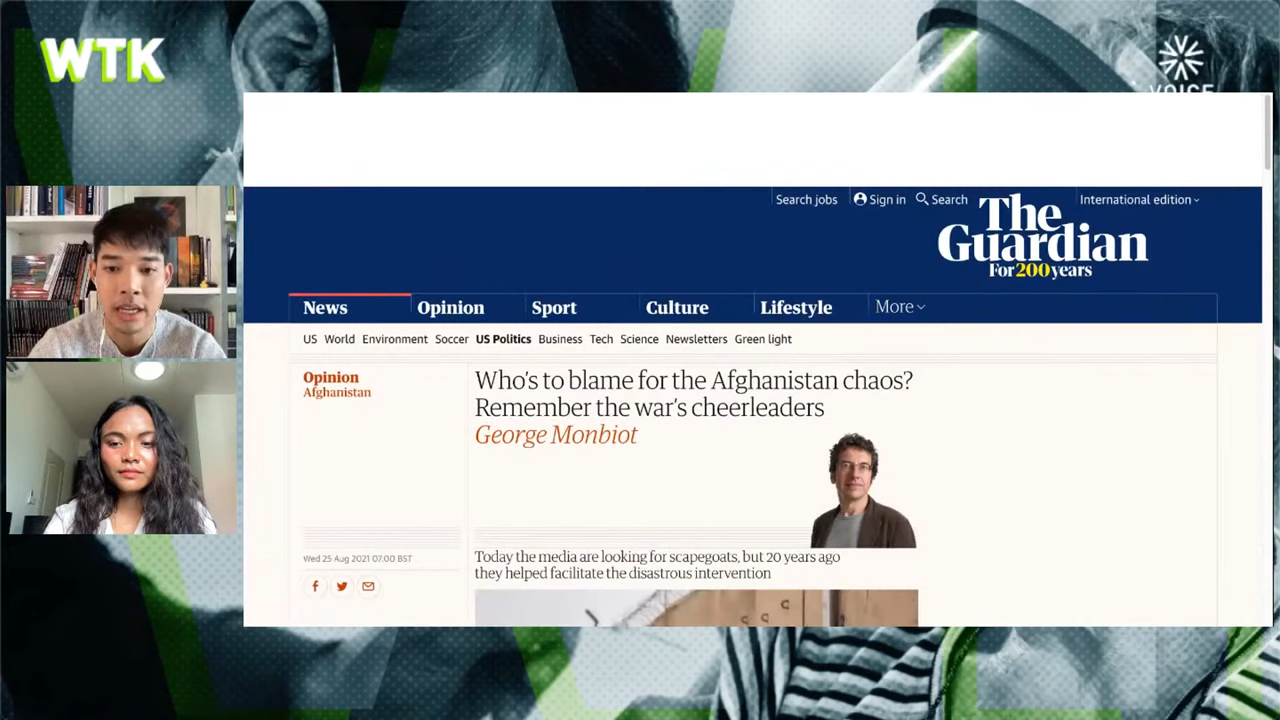 WTK
VOICE
Search jobs
Sign in
Search
International edition
The
Guardian
For 200 years
News
Opinion
Sport
Culture
Lifestyle
More
US World Environment Soccer US Politics Business Tech Science Newsletters Green light
Opinion
Afghanistan
Who's to blame for the Afghanistan chaos?
Remember the war's cheerleaders
George Monbiot
Wed 25 Aug 2021 07.00 BST
Today the media are looking for scapegoats, but 20 years ago
they helped facilitate the disastrous intervention